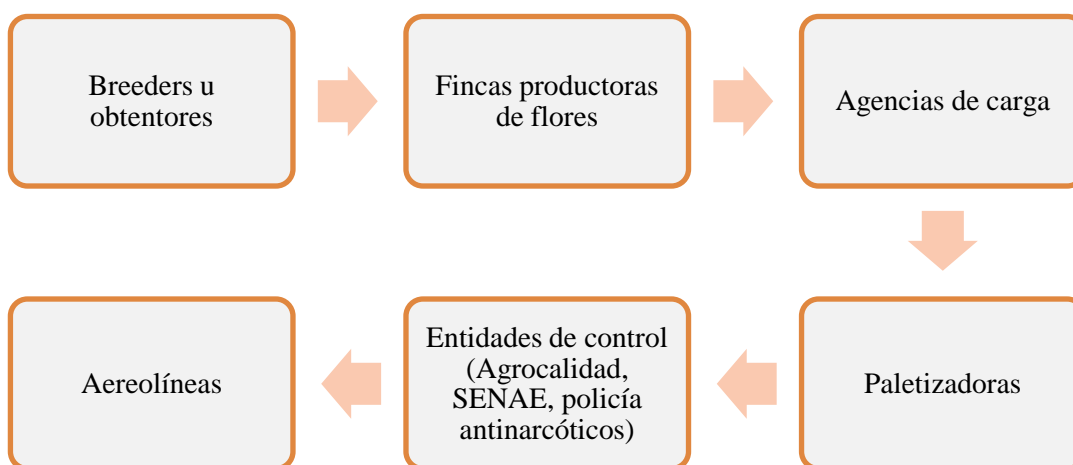 Breeders u
obtentores
Fincas productoras
de flores
Agencias de carga
Paletizadoras
Entidades de control
(Agrocalidad,
SENAE, policía
antinarcóticos)
Aereolíneas